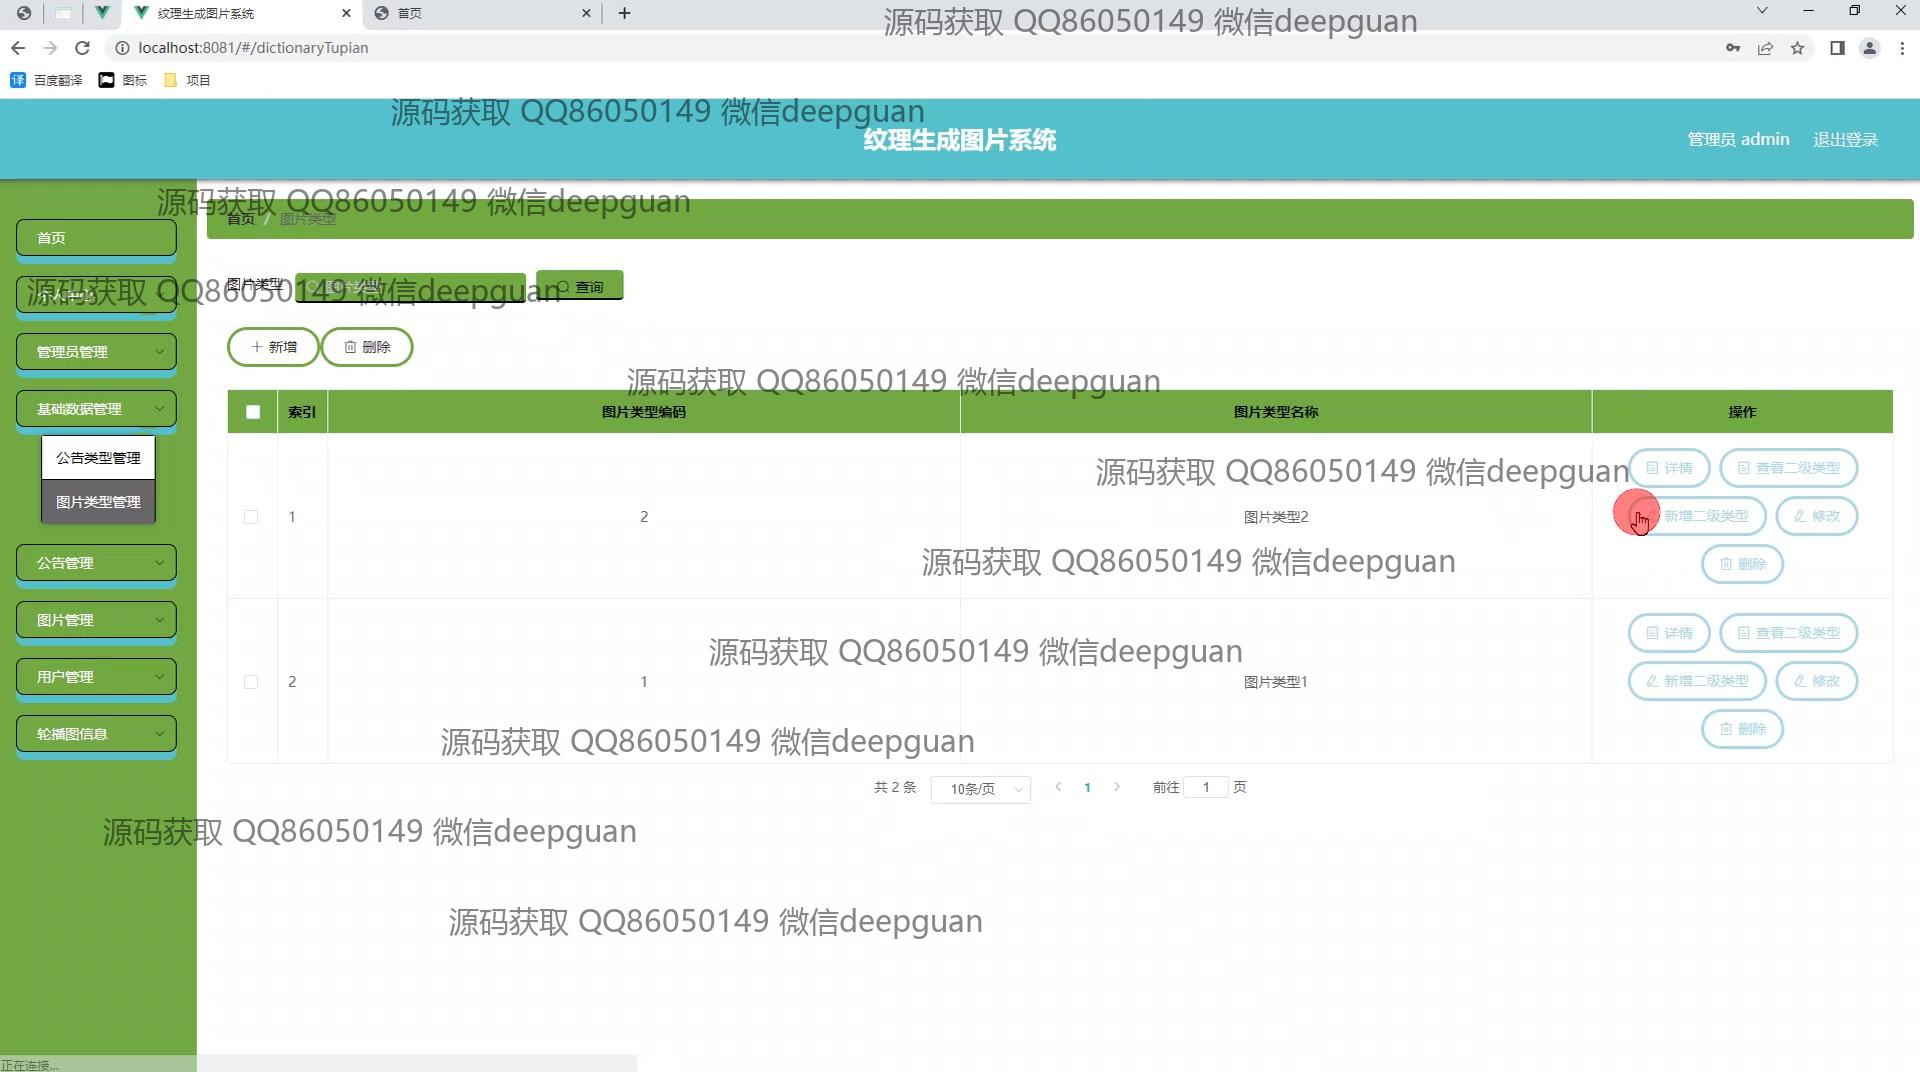 纹理生成图片系统
首页
源码获取 QQ86050149 微信deepguan
localhost:8081/#/dictionaryTupian
百度翻译
图标
项目
源码获取 QQ86050149 微信deepguan
纹理生成图片系统
管理员 admin
退出登录
源码获取 QQ86050149 微信deepguan
首页 / 图片类型
首页
个人中心
源码获取 QQ86050149 微信deepguan
图片类型
图片类型
查询
管理员管理
新增
删除
基础数据管理
源码获取 QQ86050149 微信deepguan
索引
图片类型编码
图片类型名称
操作
公告类型管理
图片类型管理
源码获取 QQ86050149 微信deepguan
详情
查看二级类型
1
2
图片类型2
新增二级类型
修改
删除
公告管理
源码获取 QQ86050149 微信deepguan
图片管理
源码获取 QQ86050149 微信deepguan
详情
查看二级类型
用户管理
2
1
图片类型1
新增二级类型
修改
删除
轮播图信息
源码获取 QQ86050149 微信deepguan
共 2 条
10条/页
1
前往 1 页
源码获取 QQ86050149 微信deepguan
源码获取 QQ86050149 微信deepguan
正在连接...